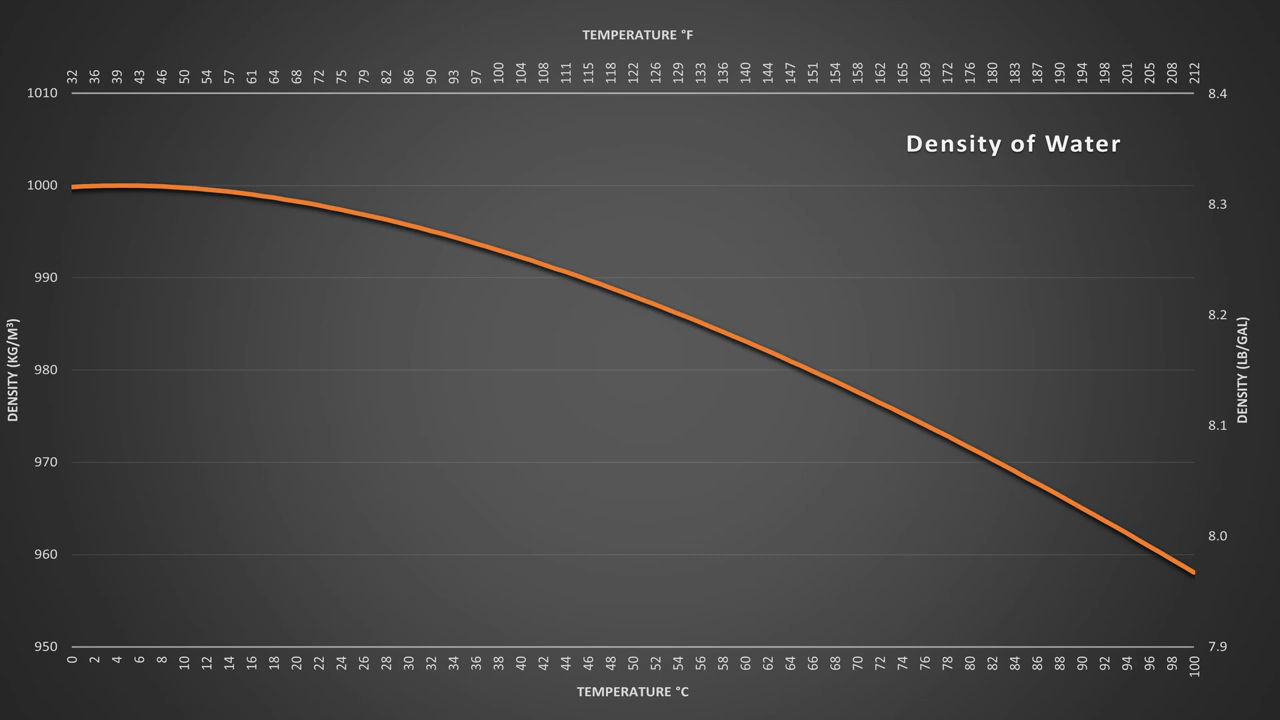 TEMPERATURE °F
32 36 39 43 46 50 54 57 61 64 68 72 75 79 82 86 90 93 97 100 104 108 111 115 118 122 126 129 133 136 140 144 147 151 154 158 162 165 169 172 176 180 183 187 190 194 198 201 205 208 212
1010
8.4
Density of Water
1000
8.3
990
8.2
DENSITY (KG/M³)
980
DENSITY (LB/GAL)
8.1
970
8.0
960
950
7.9
0 2 4 6 8 10 12 14 16 18 20 22 24 26 28 30 32 34 36 38 40 42 44 46 48 50 52 54 56 58 60 62 64 66 68 70 72 74 76 78 80 82 84 86 88 90 92 94 96 98 100
TEMPERATURE °C